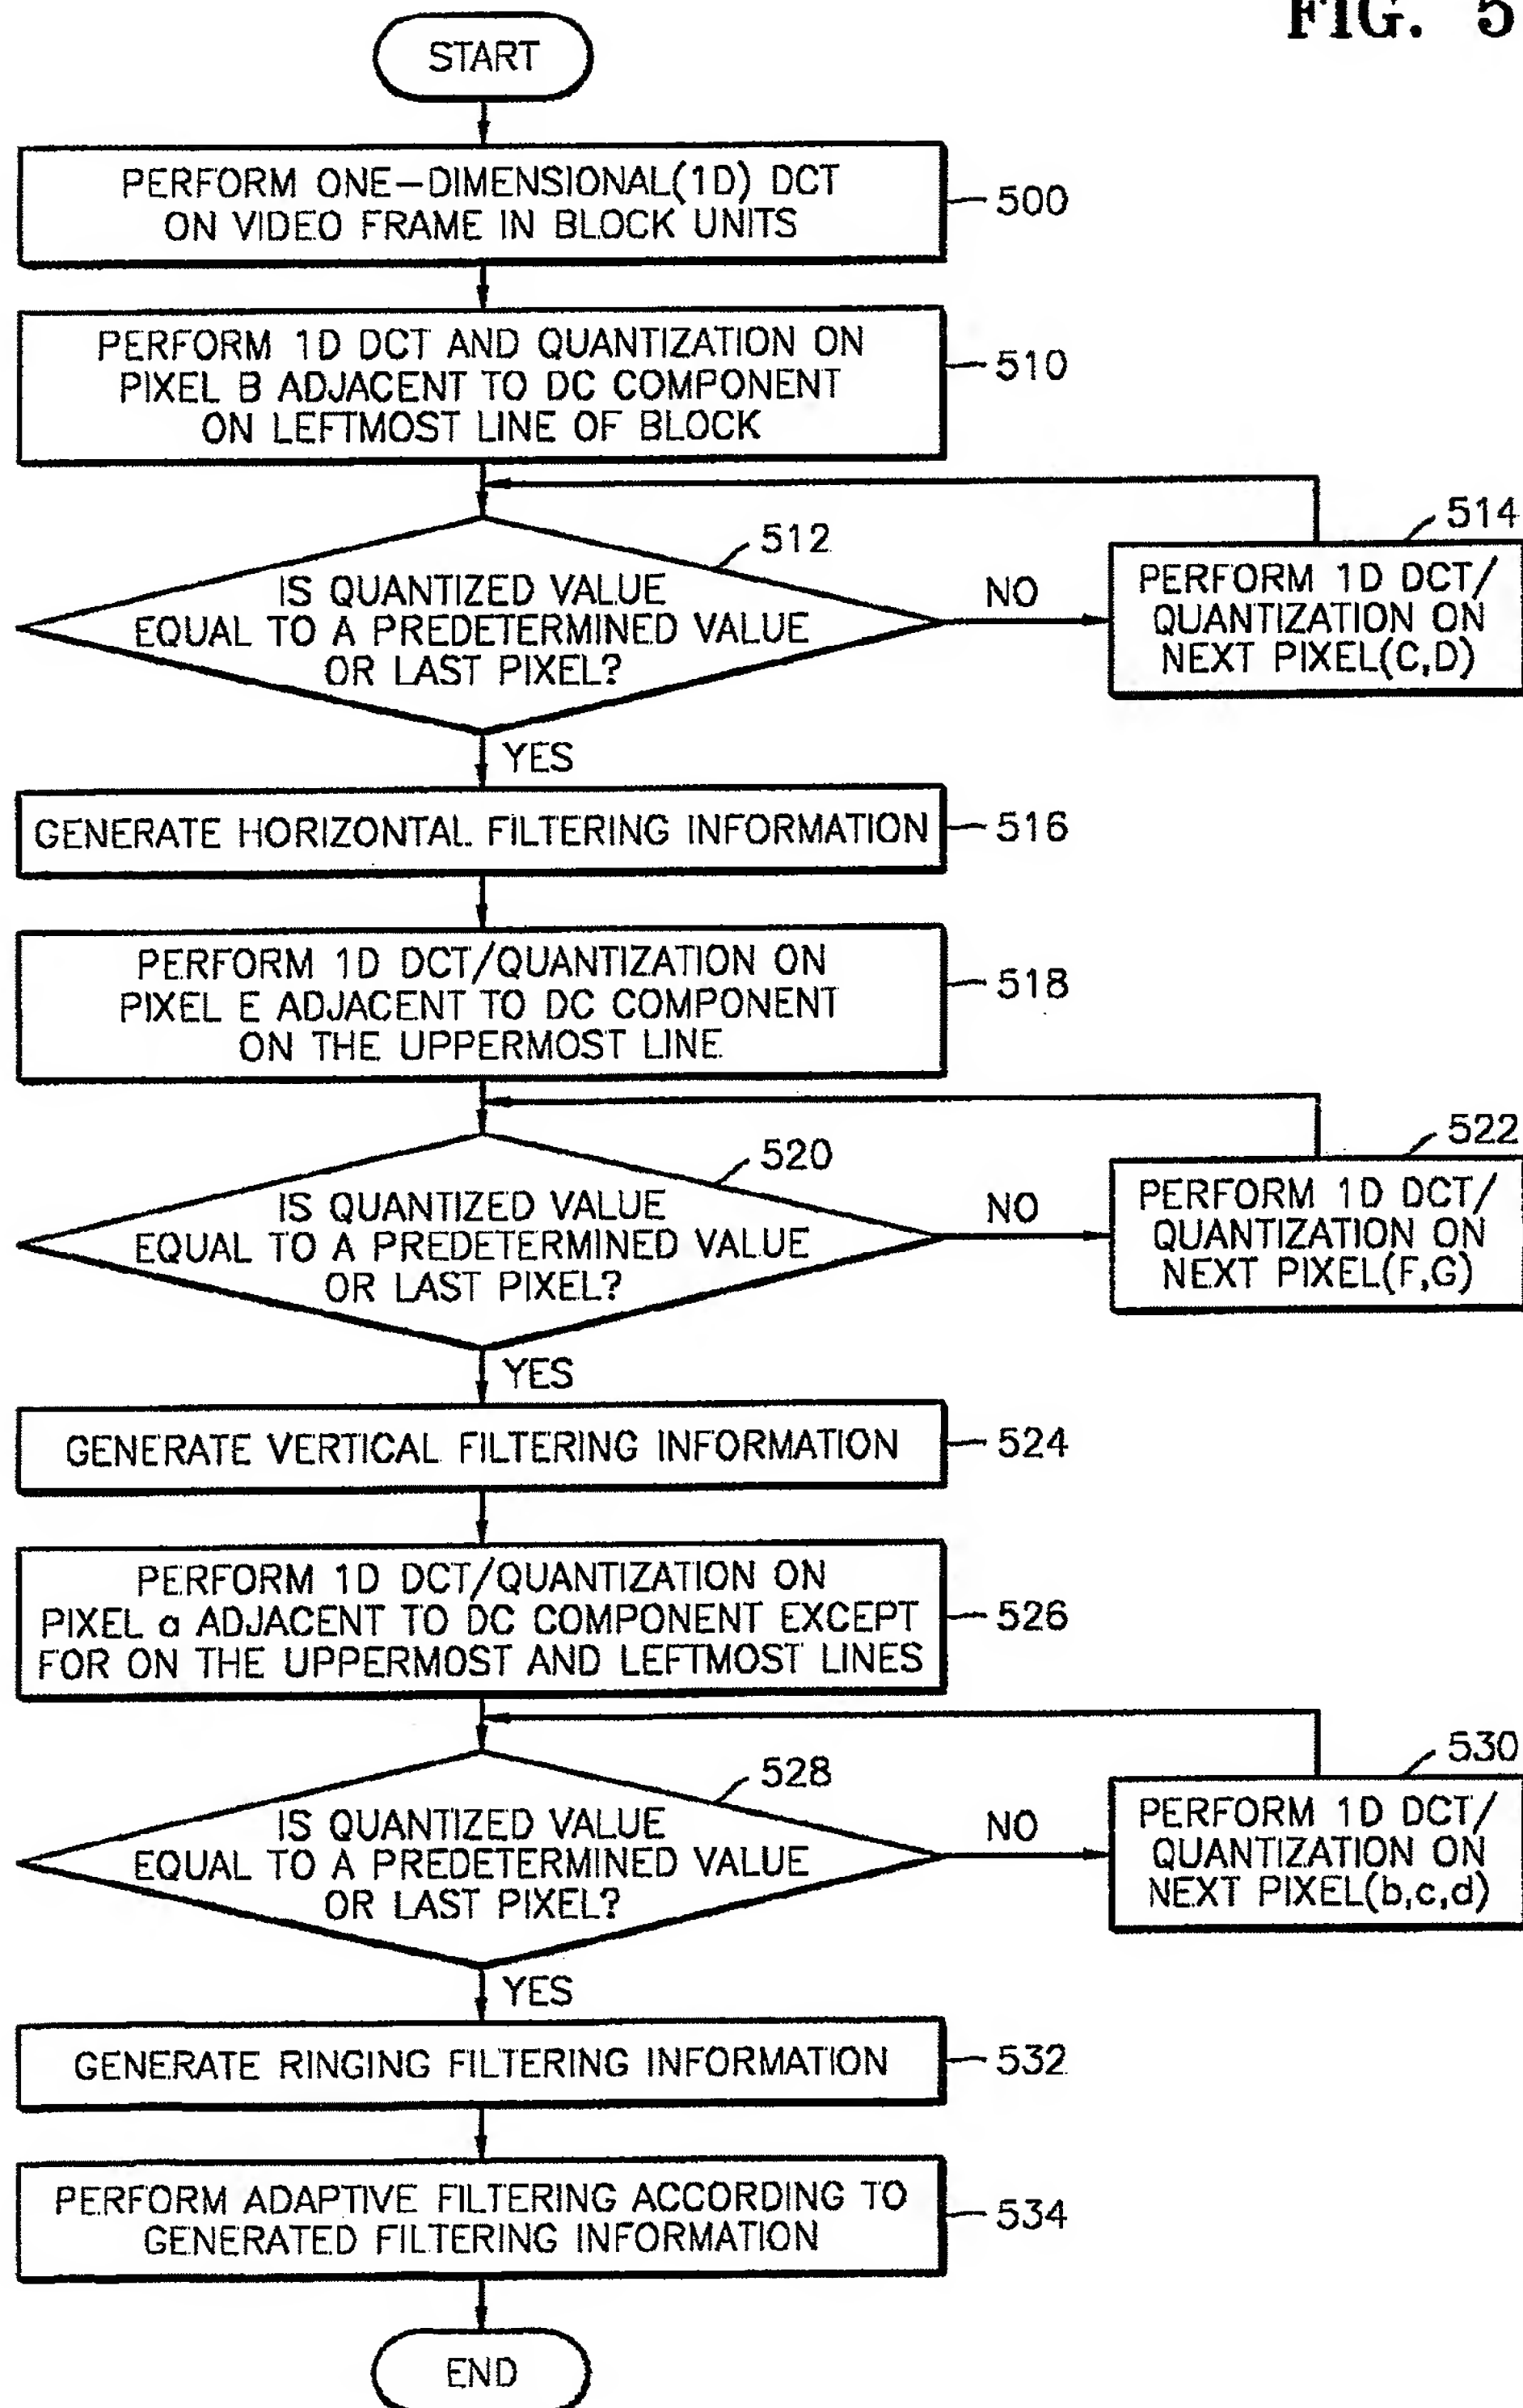 FIG. 5
START
PERFORM ONE-DIMENSIONAL(1D) DCT
ON VIDEO FRAME IN BLOCK UNITS
500
PERFORM 1D DCT AND QUANTIZATION ON
PIXEL B ADJACENT TO DC COMPONENT
ON LEFTMOST LINE OF BLOCK
510
512
IS QUANTIZED VALUE
EQUAL TO A PREDETERMINED VALUE
OR LAST PIXEL?
NO
514
PERFORM 1D DCT/
QUANTIZATION ON
NEXT PIXEL(C,D)
YES
GENERATE HORIZONTAL FILTERING INFORMATION
516
PERFORM 1D DCT/QUANTIZATION ON
PIXEL E ADJACENT TO DC COMPONENT
ON THE UPPERMOST LINE
518
520
IS QUANTIZED VALUE
EQUAL TO A PREDETERMINED VALUE
OR LAST PIXEL?
NO
522
PERFORM 1D DCT/
QUANTIZATION ON
NEXT PIXEL(F,G)
YES
GENERATE VERTICAL FILTERING INFORMATION
524
PERFORM 1D DCT/QUANTIZATION ON
PIXEL a ADJACENT TO DC COMPONENT EXCEPT
FOR ON THE UPPERMOST AND LEFTMOST LINES
526
528
IS QUANTIZED VALUE
EQUAL TO A PREDETERMINED VALUE
OR LAST PIXEL?
NO
530
PERFORM 1D DCT/
QUANTIZATION ON
NEXT PIXEL(b,c,d)
YES
GENERATE RINGING FILTERING INFORMATION
532
PERFORM ADAPTIVE FILTERING ACCORDING TO
GENERATED FILTERING INFORMATION
534
END